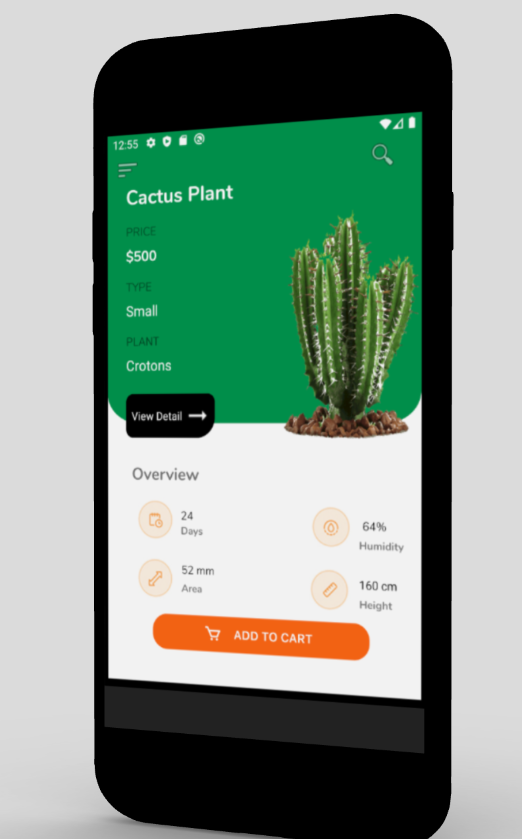 12:55
Cactus Plant
PRICE
$500
TYPE
Small
PLANT
Crotons
View Detail
Overview
24
Days
64%
Humidity
52 mm
Area
160 cm
Height
ADD TO CART